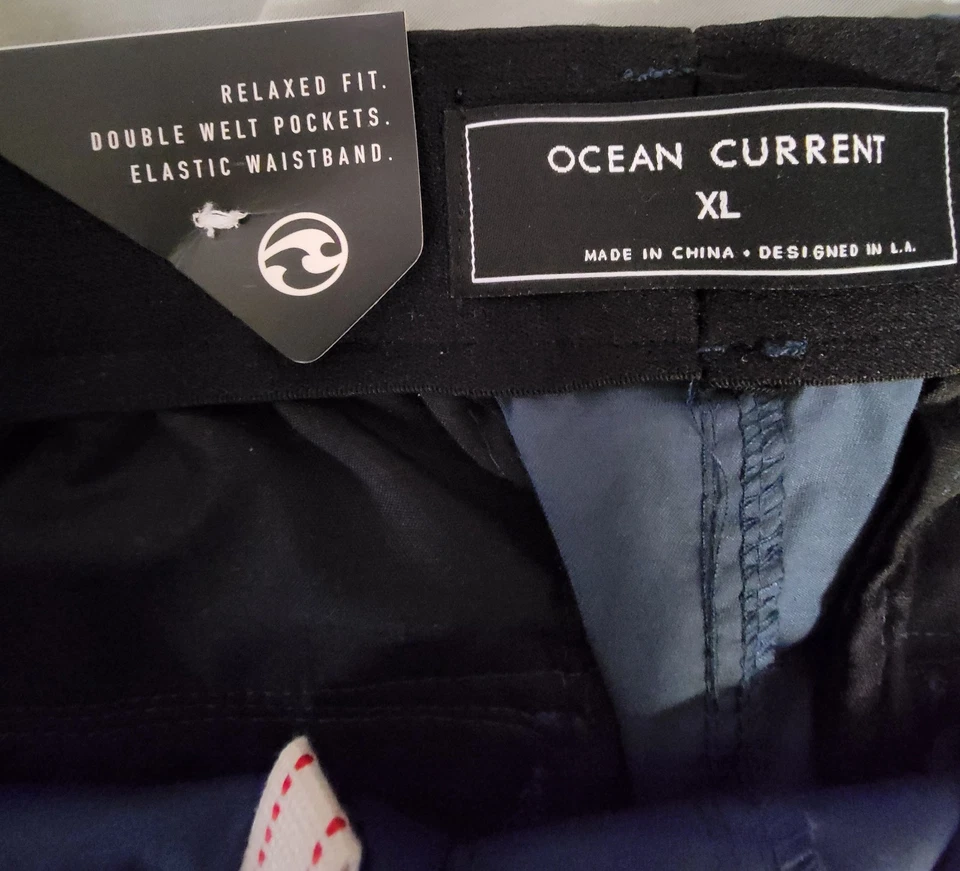 RELAXED FIT.
DOUBLE WELT POCKETS.
ELASTIC WAISTBAND.
OCEAN CURRENT
XL
MADE IN CHINA • DESIGNED IN L.A.